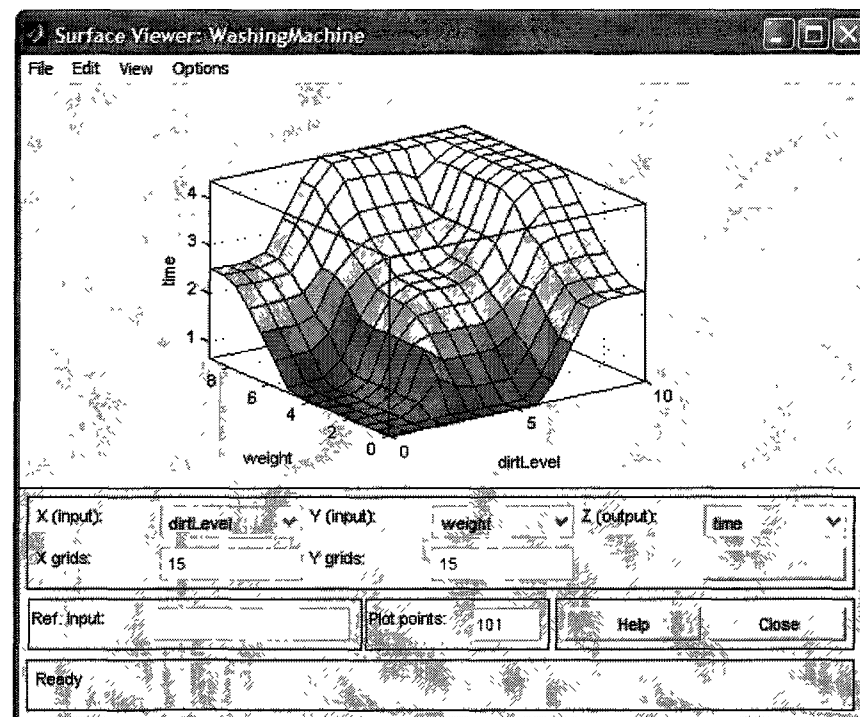 Surface Viewer: WashingMachine
File Edit View Options
4
3
2
1
time
8
6
4
2
0
weight
0
5
10
dirtLevel
X (input): dirtLevel Y (input): weight Z (output): time
X grids: 15 Y grids: 15
Ref. Input: Plot points: 101 Help Close
Ready